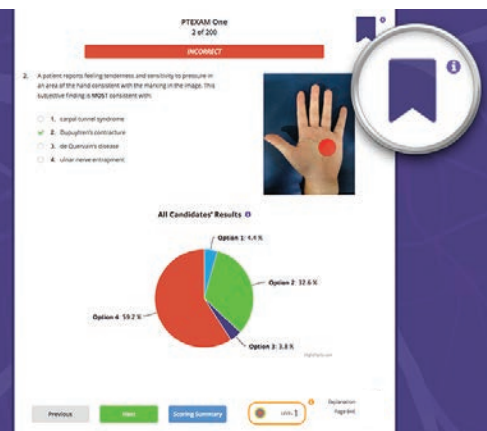 PTEXAM One
2 of 200
INCORRECT
2. A patient reports feeling tenderness and sensitivity to pressure in
an area of the hand consistent with the marking in the image. This
subjective finding is MOST consistent with:
1. carpal tunnel syndrome
2. Dupuytren's contracture
3. de Quervain's disease
4. ulnar nerve entrapment
All Candidates' Results
Option 1: 4.4 %
Option 2: 32.6 %
Option 4: 59.2 %
Option 3: 3.8 %
Previous
Next
Scoring Summary
Level 1
Explanation